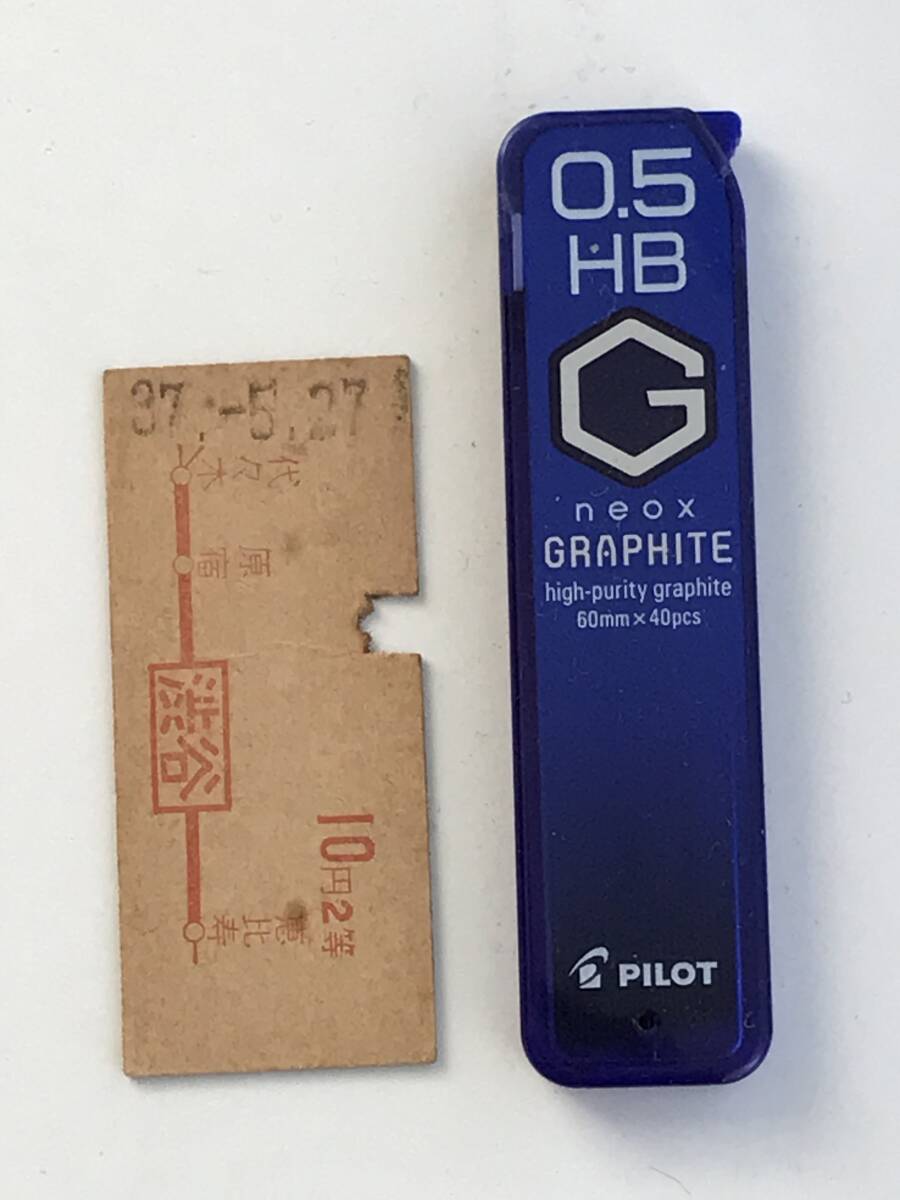 37.-5.27
代々木
原宿
渋谷
恵比寿
10円2等
0.5
HB
G
neox
GRAPHITE
high-purity graphite
60mm×40pcs
PILOT